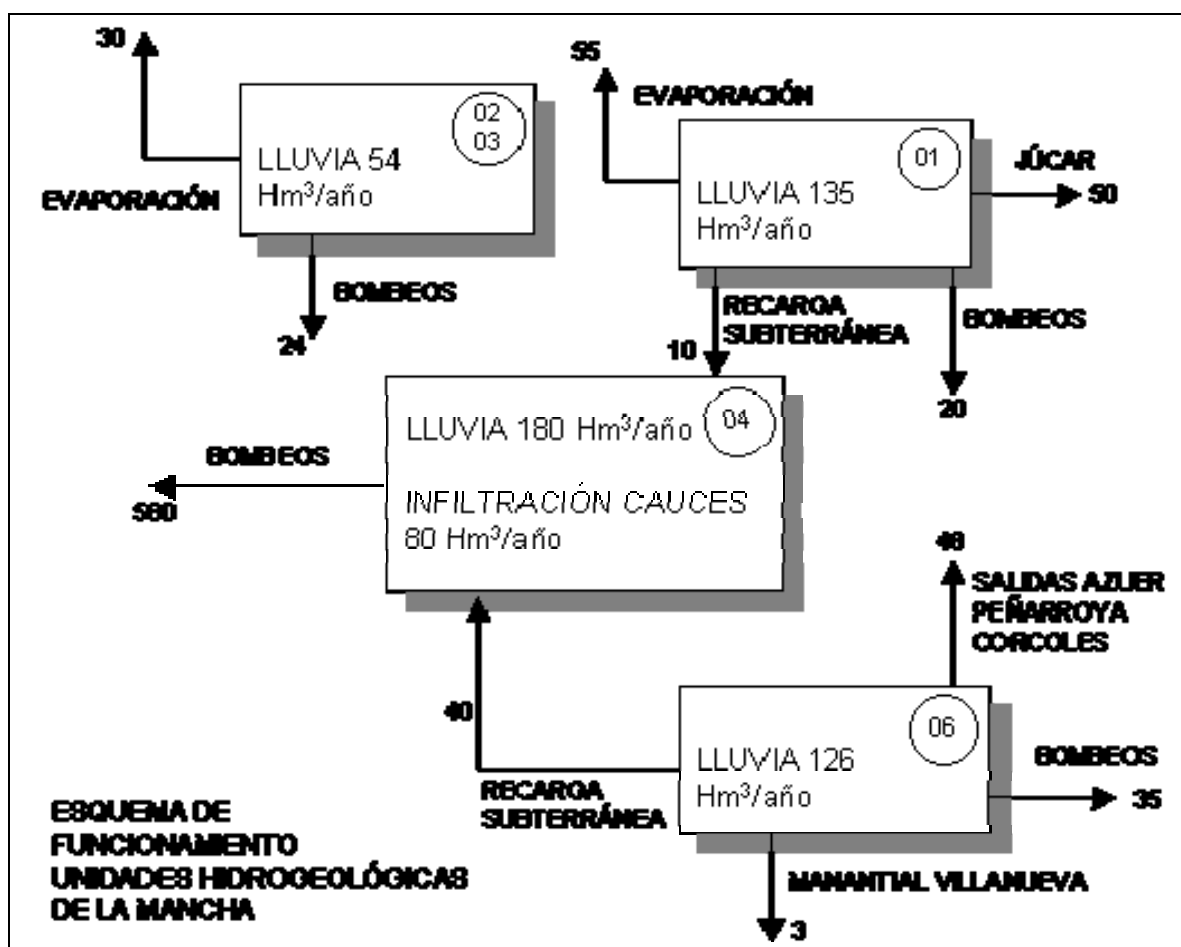 30
EVAPORACIÓN
02
03
LLUVIA 54
Hm³/año
BOMBEOS
24
55
EVAPORACIÓN
01
LLUVIA 135
Hm³/año
JÚCAR
50
RECARGA
SUBTERRÁNEA
10
BOMBEOS
20
04
LLUVIA 180 Hm³/año
INFILTRACIÓN CAUCES
80 Hm³/año
BOMBEOS
48
SALIDAS AZUER
PEÑARROYA
CORCOLES
40
RECARGA
SUBTERRÁNEA
06
LLUVIA 126
Hm³/año
BOMBEOS
35
MANANTIAL VILLANUEVA
3
ESQUEMA DE
FUNCIONAMIENTO
UNIDADES HIDROGEOLÓGICAS
DE LA MANCHA